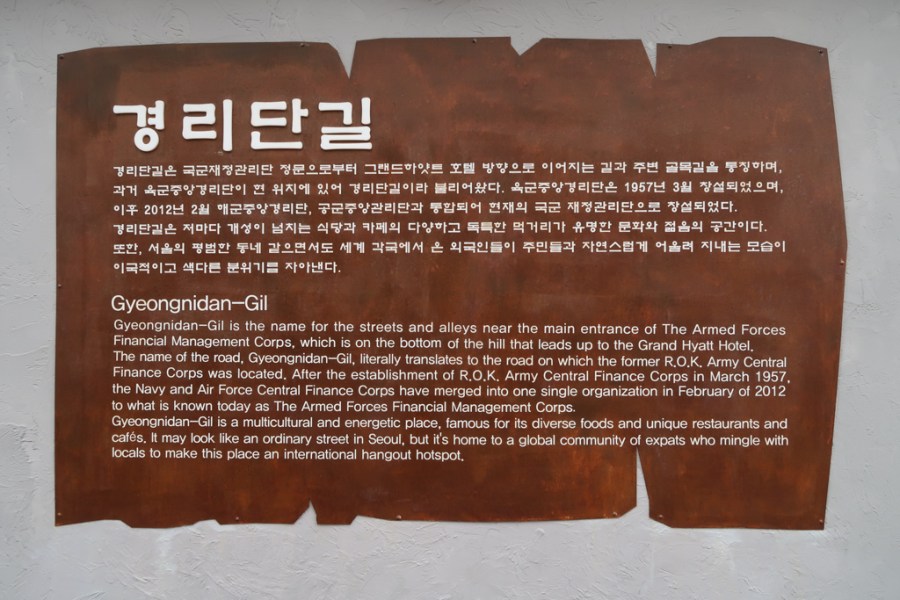 경리단길
경리단길은 국군재정관리단 정문으로부터 그랜드하얏트 호텔 방향으로 이어지는 길과 주변 골목길을 통칭하며,
과거 육군중앙경리단이 현 위치에 있어 경리단길이라 불리어왔다. 육군중앙경리단은 1957년 3월 창설되었으며,
이후 2012년 2월 해군중앙경리단, 공군중앙관리단과 통합되어 현재의 국군 재정관리단으로 창설되었다.
경리단길은 저마다 개성이 넘치는 식당과 카페의 다양하고 독특한 먹거리가 유명한 문화와 젊음의 공간이다.
또한, 서울의 평범한 동네 같으면서도 세계 각국에서 온 외국인들이 주민들과 자연스럽게 어울려 지내는 모습이
이국적이고 색다른 분위기를 자아낸다.
Gyeongnidan-Gil
Gyeongnidan-Gil is the name for the streets and alleys near the main entrance of The Armed Forces
Financial Management Corps, which is on the bottom of the hill that leads up to the Grand Hyatt Hotel.
The name of the road, Gyeongnidan-Gil, literally translates to the road on which the former R.O.K. Army Central
Finance Corps was located. After the establishment of R.O.K. Army Central Finance Corps in March 1957,
the Navy and Air Force Central Finance Corps have merged into one single organization in February of 2012
to what is known today as The Armed Forces Financial Management Corps.
Gyeongnidan-Gil is a multicultural and energetic place, famous for its diverse foods and unique restaurants and
cafés. It may look like an ordinary street in Seoul, but it's home to a global community of expats who mingle with
locals to make this place an international hangout hotspot.